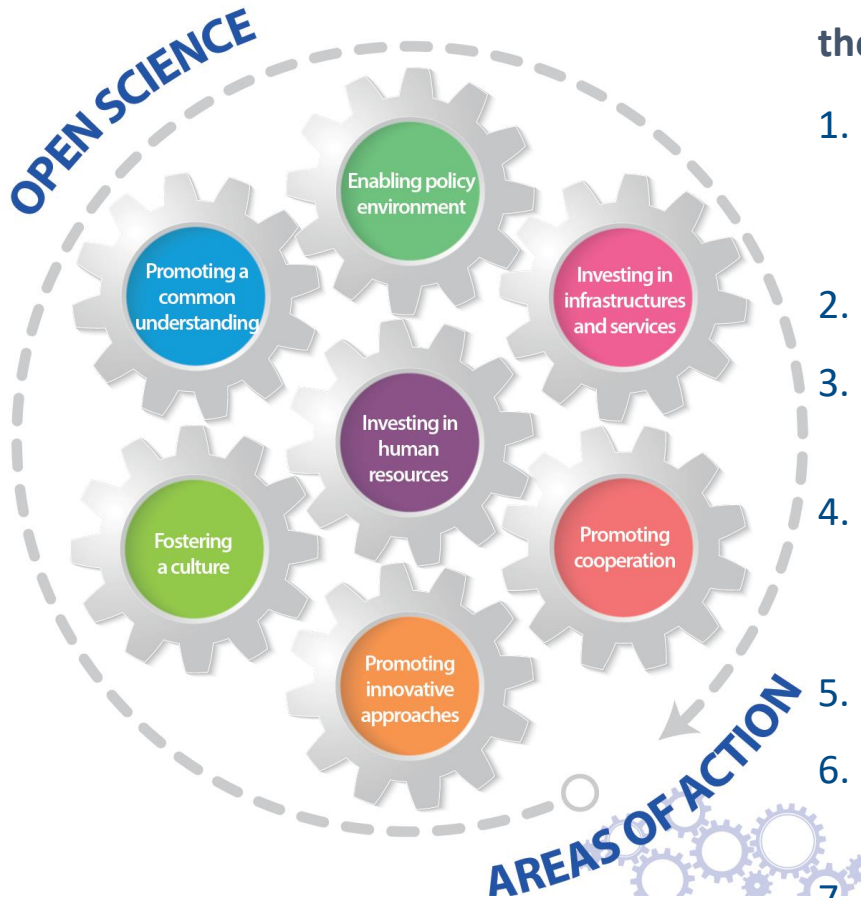 OPEN SCIENCE
Enabling policy
environment
Promoting a
common
understanding
Investing in
infrastructures
and services
Investing in
human
resources
Fostering
a culture
Promoting
cooperation
Promoting
innovative
approaches
AREAS OF ACTION
the
1.
2.
3.
4.
5.
6.
7.